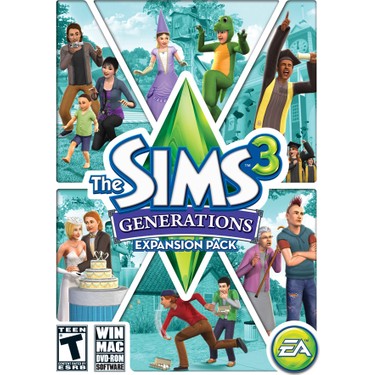 The SIMS 3
GENERATIONS
EXPANSION PACK
TEEN
T
ESRB
WIN
MAC
DVD-ROM
SOFTWARE
EA